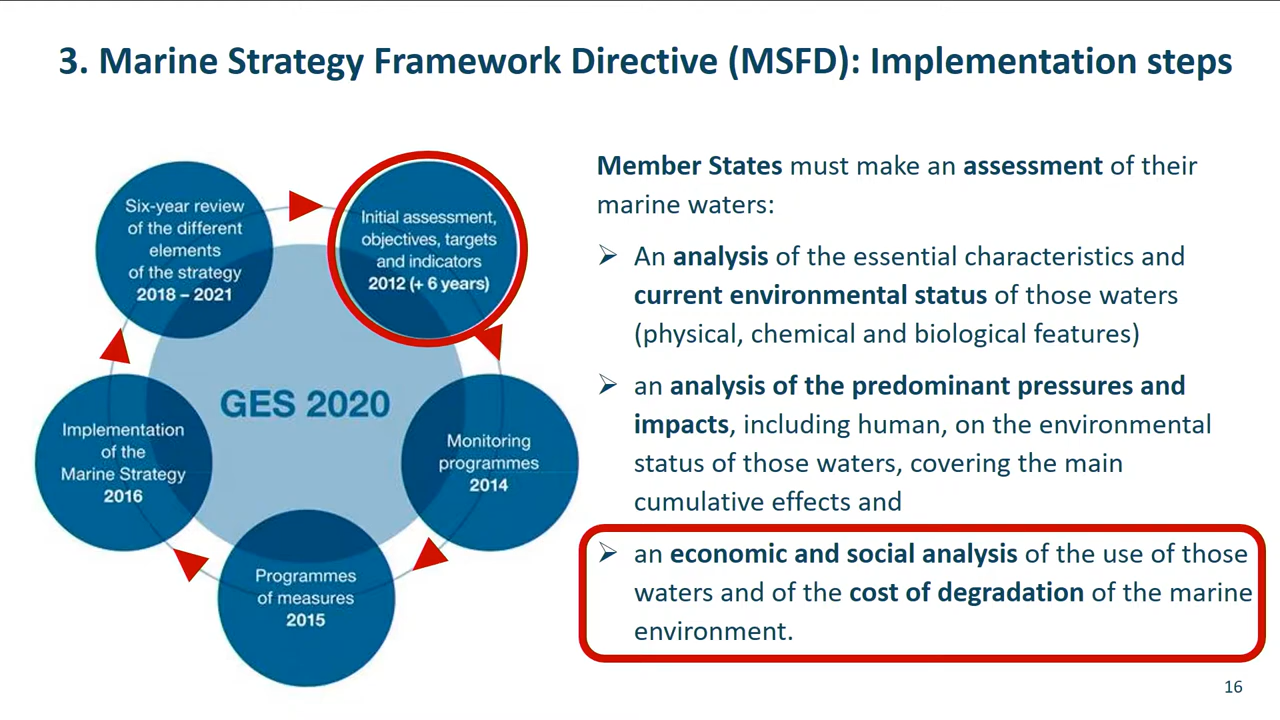 3. Marine Strategy Framework Directive (MSFD): Implementation steps
Six-year review
of the different
elements
of the strategy
2018 – 2021
Initial assessment,
objectives, targets
and indicators
2012 (+ 6 years)
GES 2020
Implementation
of the
Marine Strategy
2016
Monitoring
programmes
2014
Programmes
of measures
2015
Member States must make an assessment of their
marine waters:
➢ An analysis of the essential characteristics and
current environmental status of those waters
(physical, chemical and biological features)
➢ an analysis of the predominant pressures and
impacts, including human, on the environmental
status of those waters, covering the main
cumulative effects and
➢ an economic and social analysis of the use of those
waters and of the cost of degradation of the marine
environment.
16